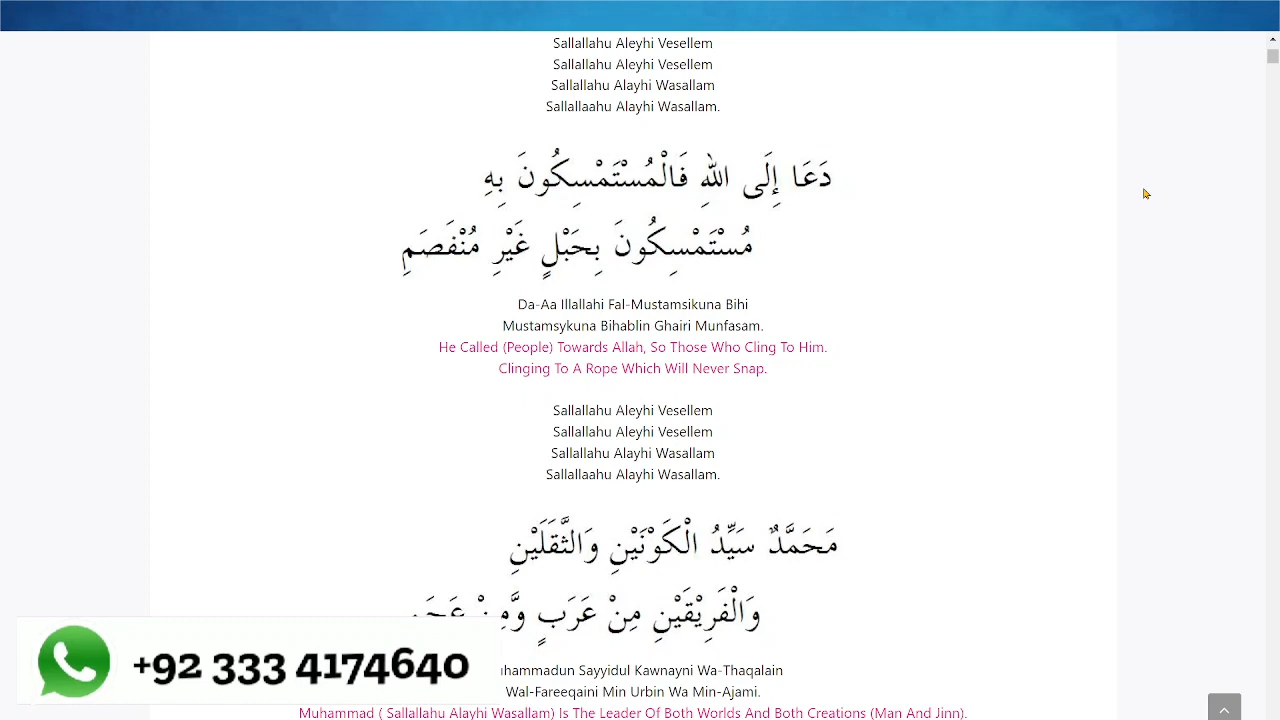 Sallallahu Aleyhi Vesellem
Sallallahu Aleyhi Vesellem
Sallallahu Alayhi Wasallam
Sallallaahu Alayhi Wasallam.
دَعَا إِلَى اللهِ فَالْمُسْتَمْسِكُونَ بِهِ
مُسْتَمْسِكُونَ بِحَبْلٍ غَيْرِ مُنْفَصَمِ
Da-Aa Illallahi Fal-Mustamsikuna Bihi
Mustamsykuna Bihablin Ghairi Munfasam.
He Called (People) Towards Allah, So Those Who Cling To Him.
Clinging To A Rope Which Will Never Snap.
Sallallahu Aleyhi Vesellem
Sallallahu Aleyhi Vesellem
Sallallahu Alayhi Wasallam
Sallallaahu Alayhi Wasallam.
مَحَمَّدٌ سَيِّدُ الْكَوْنَيْنِ وَالثَّقَلَيْنِ
وَالْفَرِيْقَيْنِ مِنْ عَرَبٍ وَّمِنْ
uhammadun Sayyidul Kawnayni Wa-Thaqalain
Wal-Fareeqaini Min Urbin Wa Min-Ajami.
Muhammad ( Sallallahu Alayhi Wasallam) Is The Leader Of Both Worlds And Both Creations (Man And Jinn).
+92 333 4174640